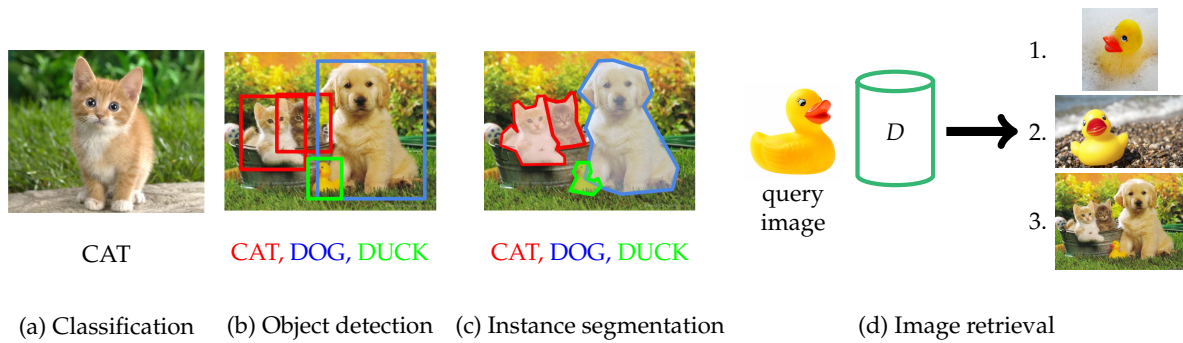 CAT
(a) Classification
CAT, DOG, DUCK
(b) Object detection
CAT, DOG, DUCK
(c) Instance segmentation
query
image
D
1.
2.
3.
(d) Image retrieval